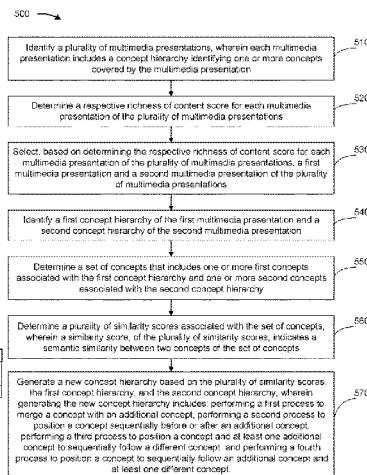 500
Identify a plurality of multimedia presentations, wherein each multimedia
presentation includes a concept hierarchy identifying one or more concepts
covered by the multimedia presentation
510
Determine a respective richness of content score for each multimedia
presentation of the plurality of multimedia presentations
520
Select, based on determining the respective richness of content score for each
multimedia presentation of the plurality of multimedia presentations, a first
multimedia presentation and a second multimedia presentation of the plurality
of multimedia presentations
530
Identify a first concept hierarchy of the first multimedia presentation and a
second concept hierarchy of the second multimedia presentation
540
Determine a set of concepts that includes one or more first concepts
associated with the first concept hierarchy and one or more second concepts
associated with the second concept hierarchy
550
Determine a plurality of similarity scores associated with the set of concepts,
wherein a similarity score, of the plurality of similarity scores, indicates a
semantic similarity between two concepts of the set of concepts
560
Generate a new concept hierarchy based on the plurality of similarity scores,
the first concept hierarchy, and the second concept hierarchy, wherein
generating the new concept hierarchy includes: performing a first process to
merge a concept with an additional concept, performing a second process to
position a concept sequentially before or after an additional concept,
performing a third process to position a concept and at least one additional
concept to sequentially follow a different concept, and performing a fourth
process to position a concept to sequentially follow an additional concept and
at least one different concept.
570